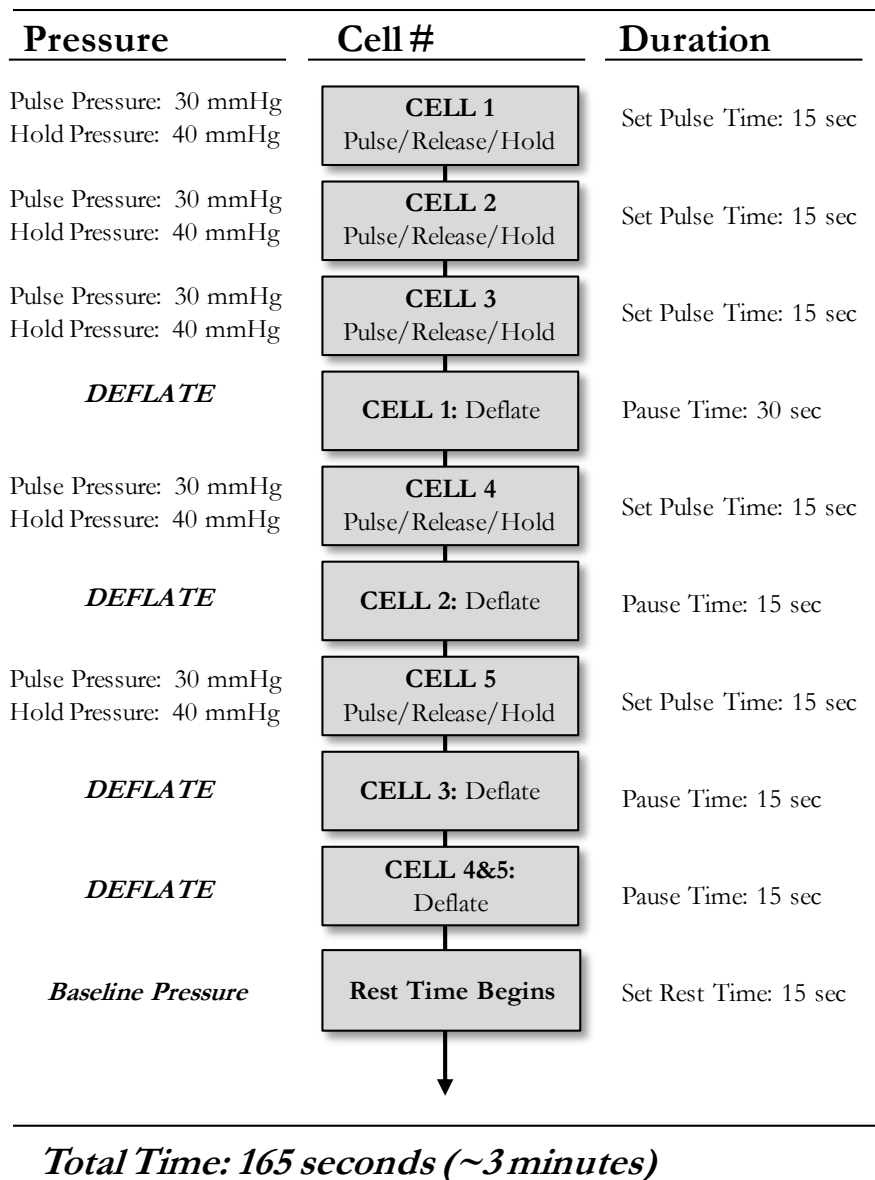 Pressure Cell # Duration
Pulse Pressure: 30 mmHg
Hold Pressure: 40 mmHg
CELL 1
Pulse/Release/Hold
Set Pulse Time: 15 sec
Pulse Pressure: 30 mmHg
Hold Pressure: 40 mmHg
CELL 2
Pulse/Release/Hold
Set Pulse Time: 15 sec
Pulse Pressure: 30 mmHg
Hold Pressure: 40 mmHg
CELL 3
Pulse/Release/Hold
Set Pulse Time: 15 sec
DEFLATE
CELL 1: Deflate
Pause Time: 30 sec
Pulse Pressure: 30 mmHg
Hold Pressure: 40 mmHg
CELL 4
Pulse/Release/Hold
Set Pulse Time: 15 sec
DEFLATE
CELL 2: Deflate
Pause Time: 15 sec
Pulse Pressure: 30 mmHg
Hold Pressure: 40 mmHg
CELL 5
Pulse/Release/Hold
Set Pulse Time: 15 sec
DEFLATE
CELL 3: Deflate
Pause Time: 15 sec
DEFLATE
CELL 4&5:
Deflate
Pause Time: 15 sec
Baseline Pressure
Rest Time Begins
Set Rest Time: 15 sec
Total Time: 165 seconds (~3 minutes)